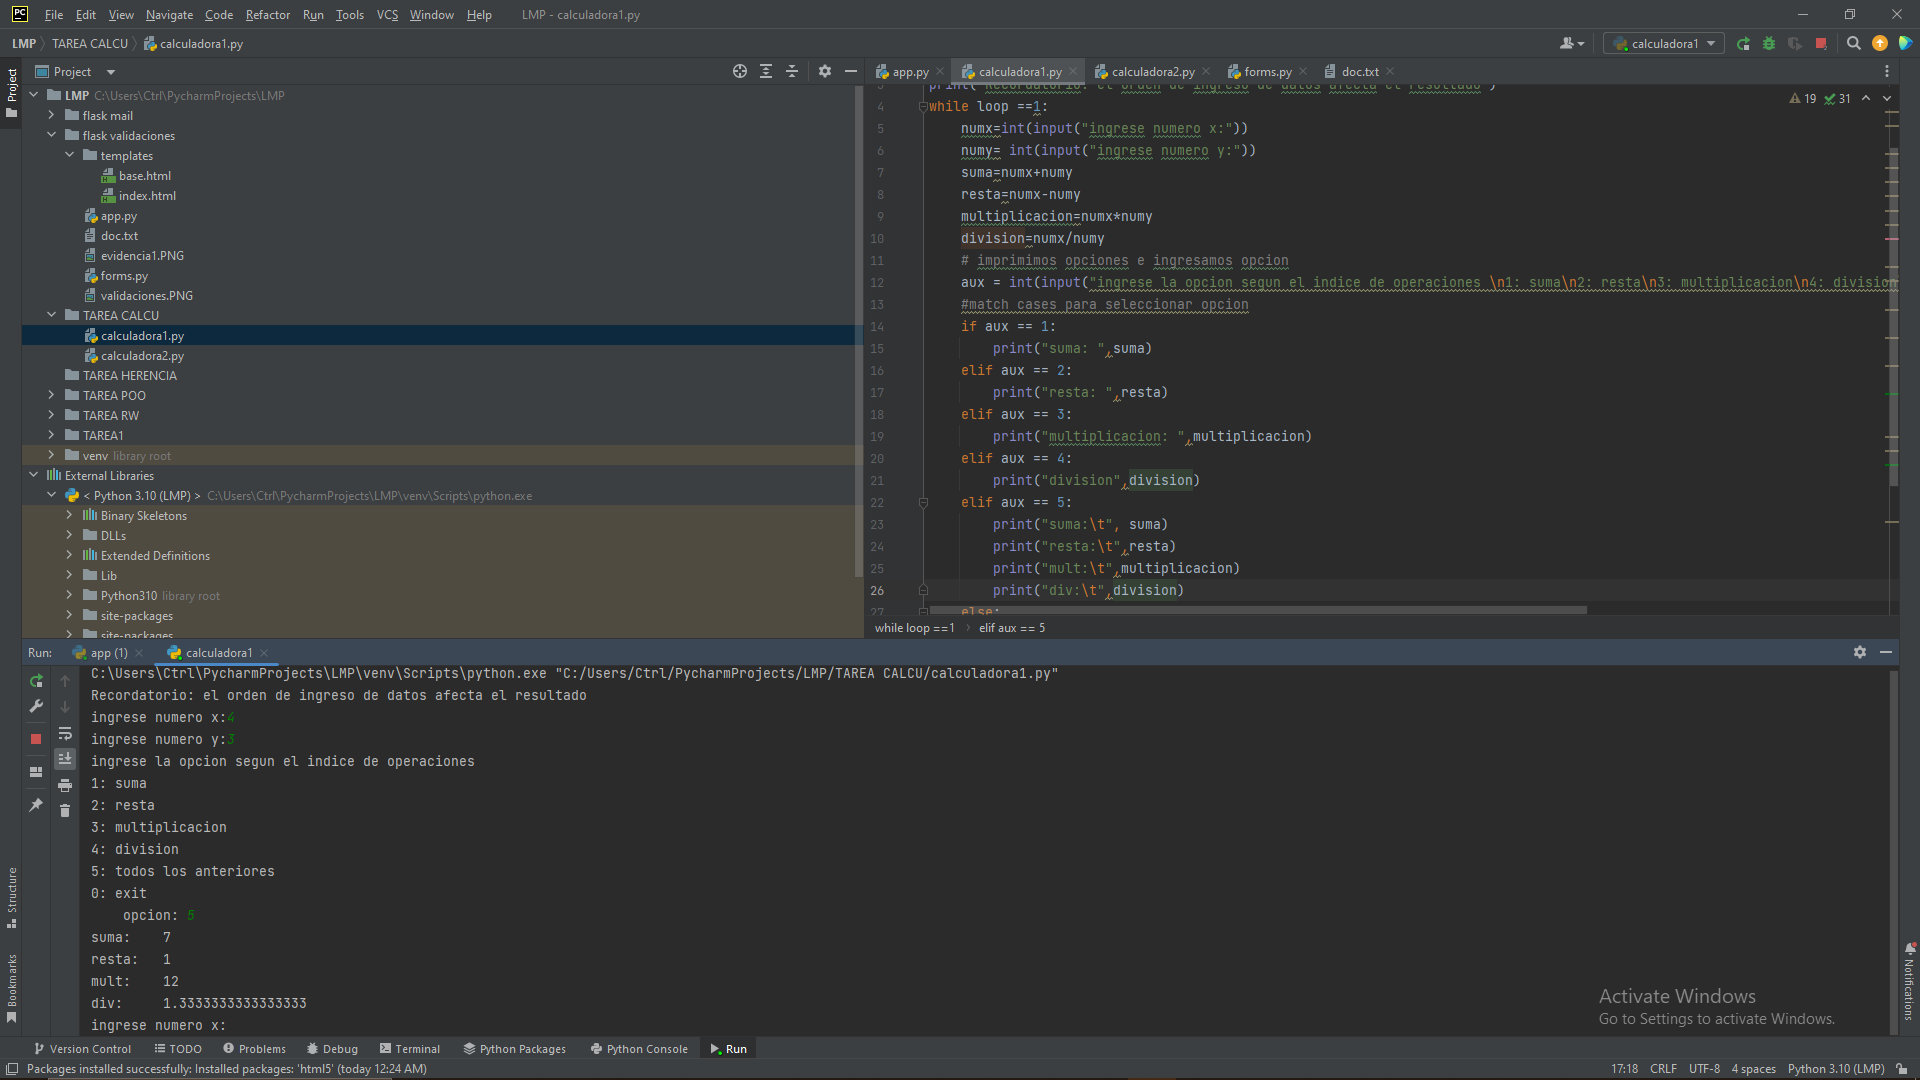 File Edit View Navigate Code Refactor Run Tools VCS Window Help LMP - calculadora1.py
LMP TAREA CALCU calculadora1.py calculadora1
Project
Project
LMP C:\Users\Ctrl\PycharmProjects\LMP
flask mail
flask validaciones
templates
base.html
index.html
app.py
doc.txt
evidencia1.PNG
forms.py
validaciones.PNG
TAREA CALCU
calculadora1.py
calculadora2.py
TAREA HERENCIA
TAREA POO
TAREA RW
TAREA1
venv library root
External Libraries
< Python 3.10 (LMP) > C:\Users\Ctrl\PycharmProjects\LMP\venv\Scripts\python.exe
Binary Skeletons
DLLs
Extended Definitions
Lib
Python310 library root
site-packages
site-packages
app.py calculadora1.py calculadora2.py forms.py doc.txt
19 31
3 print("Recordatorio: el orden de ingreso de datos afecta el resultado")
4 while loop ==1:
5 numx=int(input("ingrese numero x:"))
6 numy= int(input("ingrese numero y:"))
7 suma=numx+numy
8 resta=numx-numy
9 multiplicacion=numx*numy
10 division=numx/numy
11 # imprimimos opciones e ingresamos opcion
12 aux = int(input("ingrese la opcion segun el indice de operaciones \n1: suma\n2: resta\n3: multiplicacion\n4: division
13 #match cases para seleccionar opcion
14 if aux == 1:
15 print("suma: ",suma)
16 elif aux == 2:
17 print("resta: ",resta)
18 elif aux == 3:
19 print("multiplicacion: ",multiplicacion)
20 elif aux == 4:
21 print("division",division)
22 elif aux == 5:
23 print("suma:\t", suma)
24 print("resta:\t",resta)
25 print("mult:\t",multiplicacion)
26 print("div:\t",division)
27 else:
while loop ==1 elif aux == 5
Run: app (1) calculadora1
C:\Users\Ctrl\PycharmProjects\LMP\venv\Scripts\python.exe "C:/Users/Ctrl/PycharmProjects/LMP/TAREA CALCU/calculadora1.py"
Recordatorio: el orden de ingreso de datos afecta el resultado
ingrese numero x:4
ingrese numero y:3
ingrese la opcion segun el indice de operaciones
1: suma
2: resta
3: multiplicacion
4: division
5: todos los anteriores
0: exit
opcion: 5
suma: 7
resta: 1
mult: 12
div: 1.3333333333333333
ingrese numero x:
Structure
Bookmarks
Notifications
Activate Windows
Go to Settings to activate Windows.
Version Control TODO Problems Debug Terminal Python Packages Python Console Run
Packages installed successfully: Installed packages: 'html5' (today 12:24 AM) 17:18 CRLF UTF-8 4 spaces Python 3.10 (LMP)